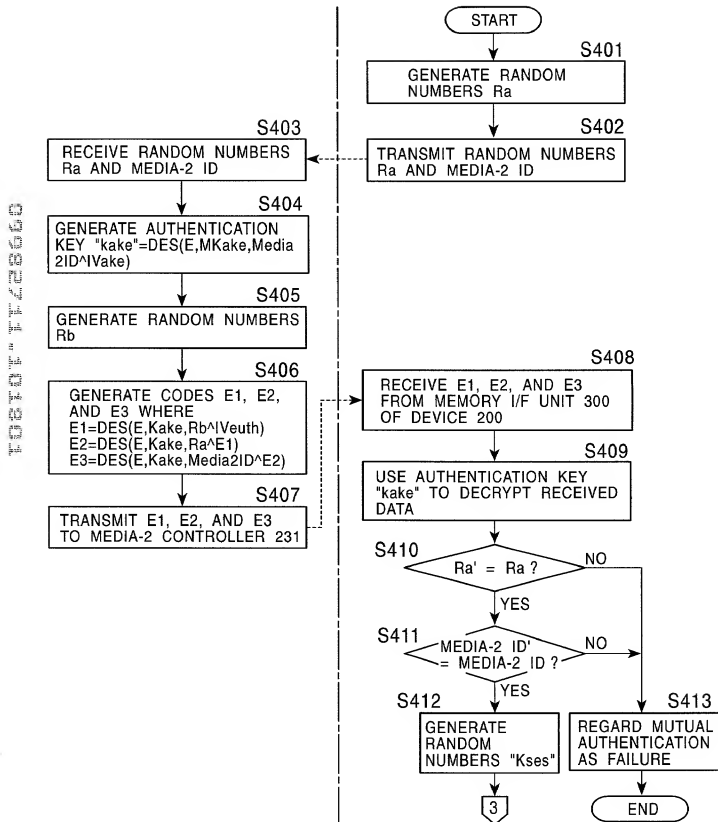 START
S401
GENERATE RANDOM
NUMBERS Ra
S402
TRANSMIT RANDOM NUMBERS
Ra AND MEDIA-2 ID
S403
RECEIVE RANDOM NUMBERS
Ra AND MEDIA-2 ID
S404
GENERATE AUTHENTICATION
KEY "kake"=DES(E,MKake,Media
2ID^IVake)
S405
GENERATE RANDOM NUMBERS
Rb
S406
GENERATE CODES E1, E2,
AND E3 WHERE
E1=DES(E,Kake,Rb^IVeuth)
E2=DES(E,Kake,Ra^E1)
E3=DES(E,Kake,Media2ID^E2)
S407
TRANSMIT E1, E2, AND E3
TO MEDIA-2 CONTROLLER 231
S408
RECEIVE E1, E2, AND E3
FROM MEMORY I/F UNIT 300
OF DEVICE 200
S409
USE AUTHENTICATION KEY
"kake" TO DECRYPT RECEIVED
DATA
S410
Ra' = Ra ?
NO
YES
S411
MEDIA-2 ID'
= MEDIA-2 ID ?
NO
YES
S412
GENERATE
RANDOM
NUMBERS "Kses"
3
S413
REGARD MUTUAL
AUTHENTICATION
AS FAILURE
END